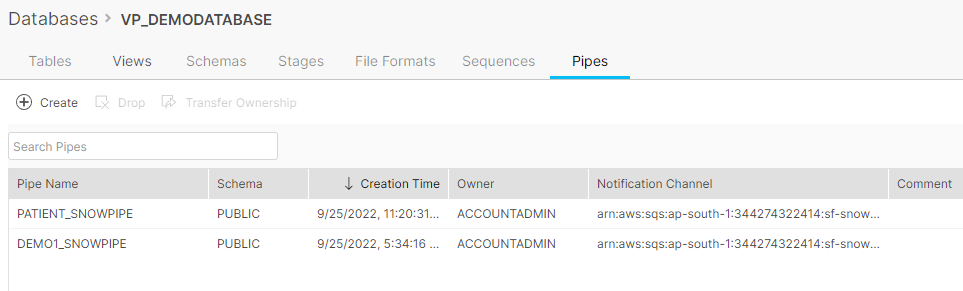 Databases > VP_DEMODATABASE
Tables Views Schemas Stages File Formats Sequences Pipes
Create Drop Transfer Ownership
Search Pipes
Pipe Name Schema ↓ Creation Time Owner Notification Channel Comment
PATIENT_SNOWPIPE PUBLIC 9/25/2022, 11:20:31... ACCOUNTADMIN arn:aws:sqs:ap-south-1:344274322414:sf-snow...
DEMO1_SNOWPIPE PUBLIC 9/25/2022, 5:34:16 ... ACCOUNTADMIN arn:aws:sqs:ap-south-1:344274322414:sf-snow...